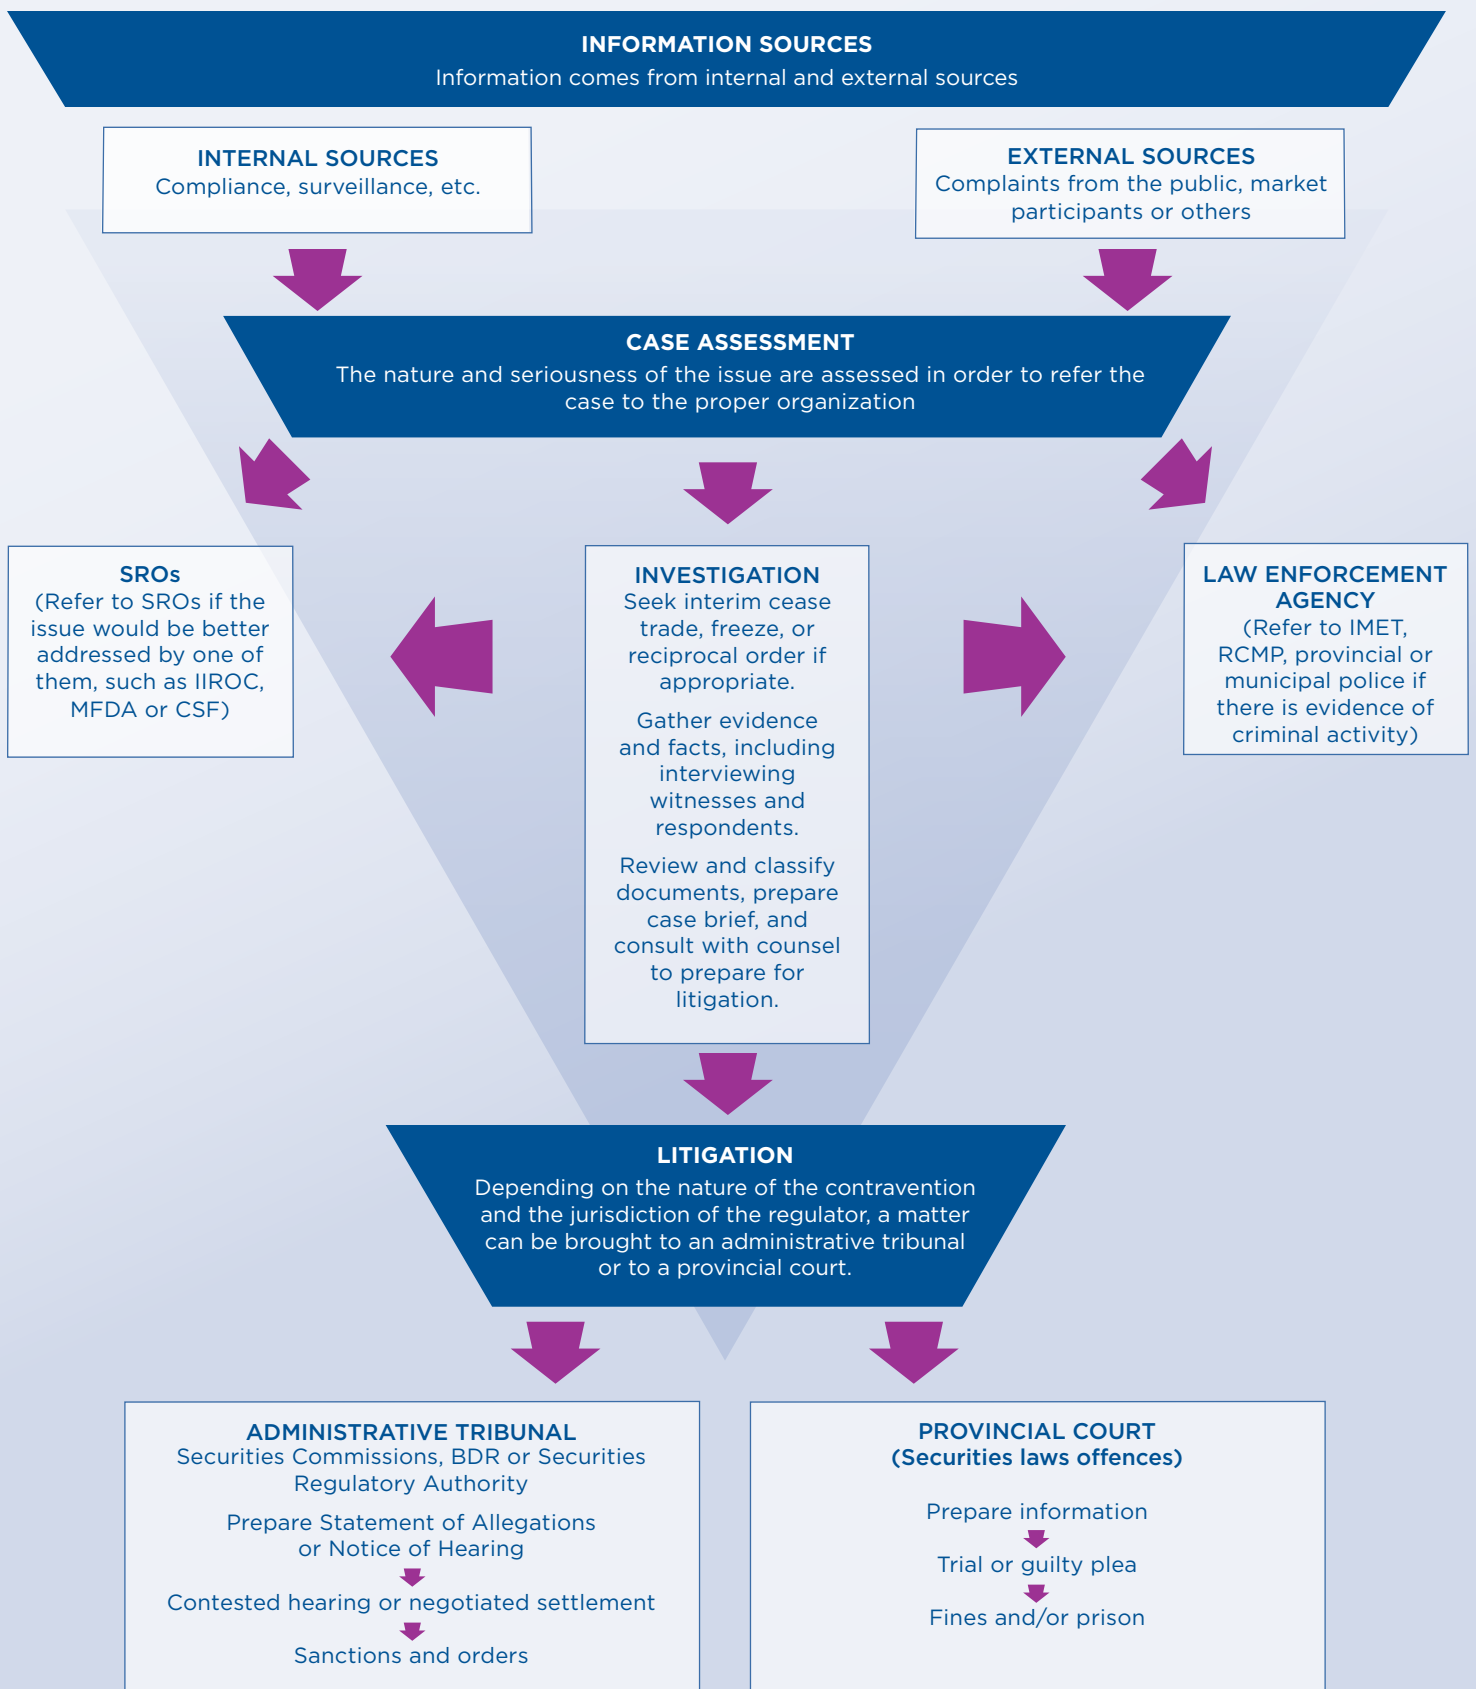 INFORMATION SOURCES
Information comes from internal and external sources
INTERNAL SOURCES
Compliance, surveillance, etc.
EXTERNAL SOURCES
Complaints from the public, market
participants or others
CASE ASSESSMENT
The nature and seriousness of the issue are assessed in order to refer the
case to the proper organization
SROs
(Refer to SROs if the
issue would be better
addressed by one of
them, such as IIROC,
MFDA or CSF)
INVESTIGATION
Seek interim cease
trade, freeze, or
reciprocal order if
appropriate.
Gather evidence
and facts, including
interviewing
witnesses and
respondents.
Review and classify
documents, prepare
case brief, and
consult with counsel
to prepare for
litigation.
LAW ENFORCEMENT
AGENCY
(Refer to IMET,
RCMP, provincial or
municipal police if
there is evidence of
criminal activity)
LITIGATION
Depending on the nature of the contravention
and the jurisdiction of the regulator, a matter
can be brought to an administrative tribunal
or to a provincial court.
ADMINISTRATIVE TRIBUNAL
Securities Commissions, BDR or Securities
Regulatory Authority
Prepare Statement of Allegations
or Notice of Hearing
Contested hearing or negotiated settlement
Sanctions and orders
PROVINCIAL COURT
(Securities laws offences)
Prepare information
Trial or guilty plea
Fines and/or prison